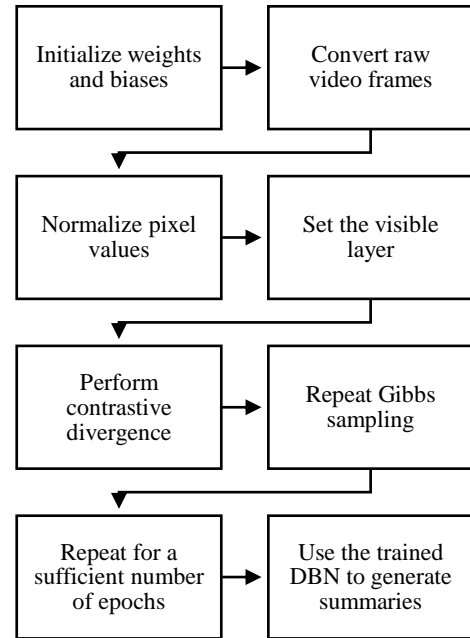 Initialize weights
and biases
Convert raw
video frames
Normalize pixel
values
Set the visible
layer
Perform
contrastive
divergence
Repeat Gibbs
sampling
Repeat for a
sufficient number
of epochs
Use the trained
DBN to generate
summaries